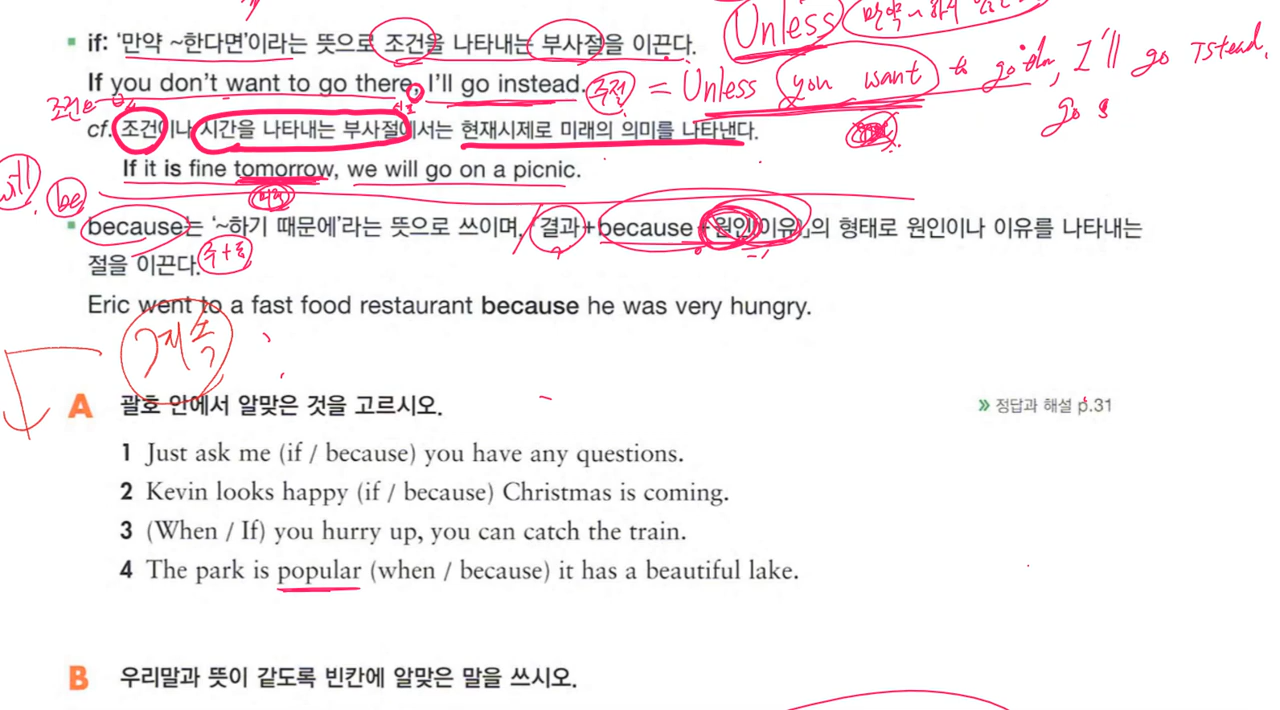 Unless 만약 ~하지
if: '만약 ~한다면'이라는 뜻으로 조건을 나타내는 부사절을 이끈다.
If you don't want to go there, I'll go instead. 주절 = Unless you want to go, I'll go
조건
cf. 조건이나 시간을 나타내는 부사절에서는 현재시제로 미래의 의미를 나타낸다.
If it is fine tomorrow, we will go on a picnic.
will be 미래
because는 '~하기 때문에'라는 뜻으로 쓰이며, 「결과+because+원인/이유」의 형태로 원인이나 이유를 나타내는
절을 이끈다. 주+동
Eric went to a fast food restaurant because he was very hungry.
A 괄호 안에서 알맞은 것을 고르시오. » 정답과 해설 p.31
1 Just ask me (if / because) you have any questions.
2 Kevin looks happy (if / because) Christmas is coming.
3 (When / If) you hurry up, you can catch the train.
4 The park is popular (when / because) it has a beautiful lake.
B 우리말과 뜻이 같도록 빈칸에 알맞은 말을 쓰시오.